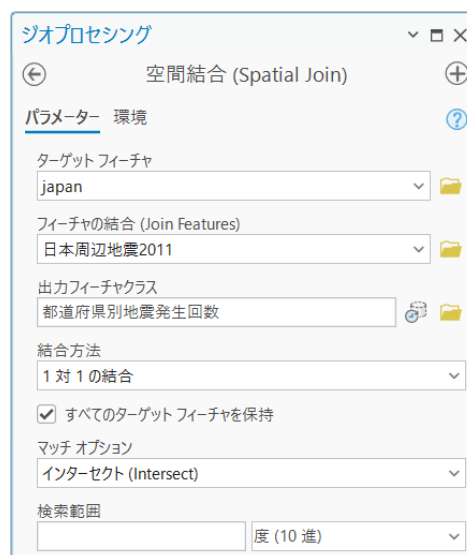 ジオプロセシング
空間結合 (Spatial Join)
パラメーター 環境
ターゲット フィーチャ
japan
フィーチャの結合 (Join Features)
日本周辺地震2011
出力フィーチャクラス
都道府県別地震発生回数
結合方法
1 対 1 の結合
すべてのターゲット フィーチャを保持
マッチ オプション
インターセクト (Intersect)
検索範囲
度 (10 進)